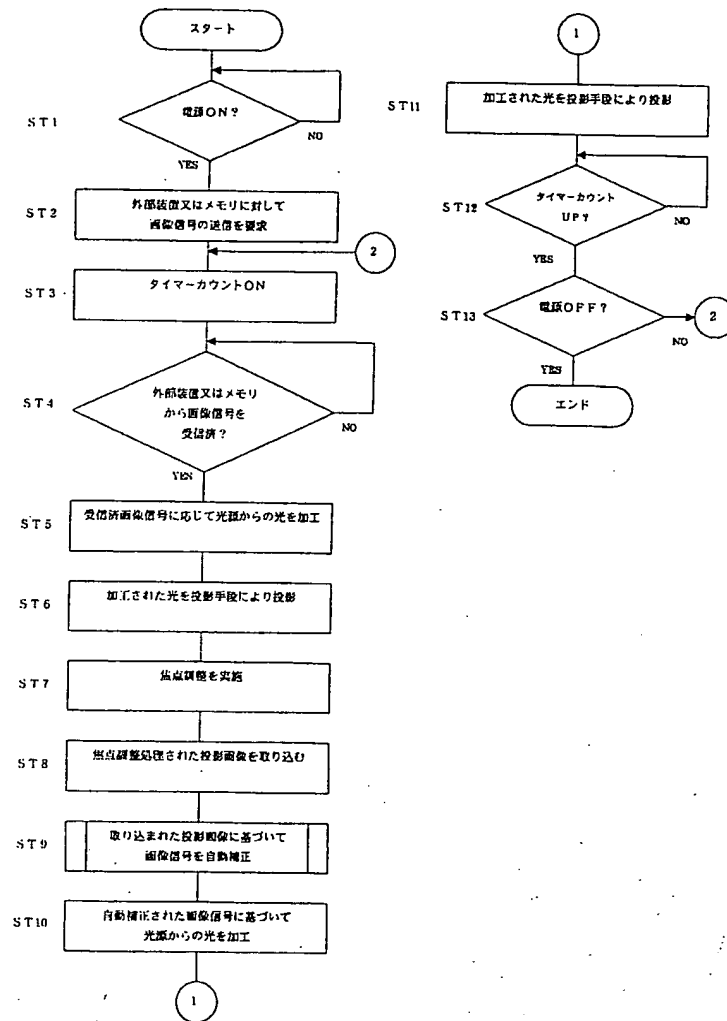 スタート
ST1
電源ON?
NO
YES
ST2
外部装置又はメモリに対して
画像信号の送信を要求
2
ST3
タイマーカウントON
ST4
外部装置又はメモリ
から画像信号を
受信済?
NO
YES
ST5
受信済画像信号に応じて光源からの光を加工
ST6
加工された光を投影手段により投影
ST7
焦点調整を実施
ST8
焦点調整処理された投影画像を取り込む
ST9
取り込まれた投影画像に基づいて
画像信号を自動補正
ST10
自動補正された画像信号に基づいて
光源からの光を加工
1
1
ST11
加工された光を投影手段により投影
ST12
タイマーカウント
UP?
NO
YES
ST13
電源OFF?
2
NO
YES
エンド